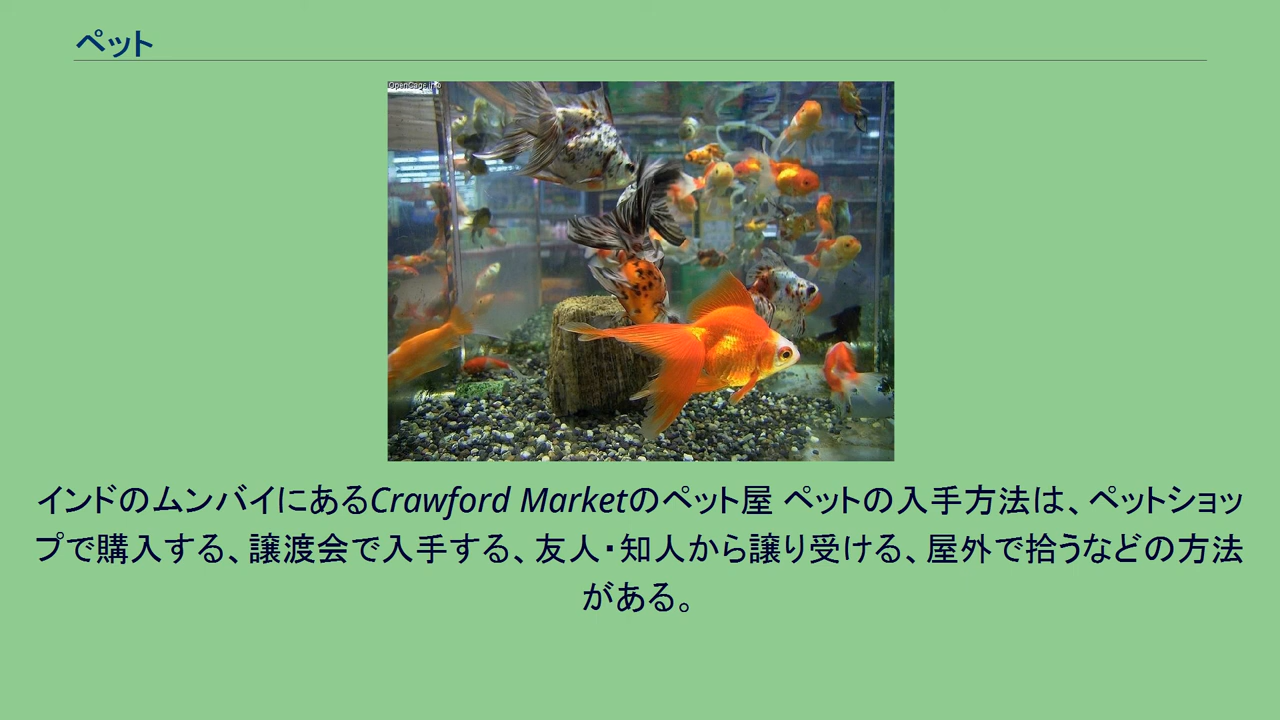 ペット
OpenCage.info
インドのムンバイにあるCrawford Marketのペット屋 ペットの入手方法は、ペットショッ
プで購入する、譲渡会で入手する、友人・知人から譲り受ける、屋外で拾うなどの方法
がある。